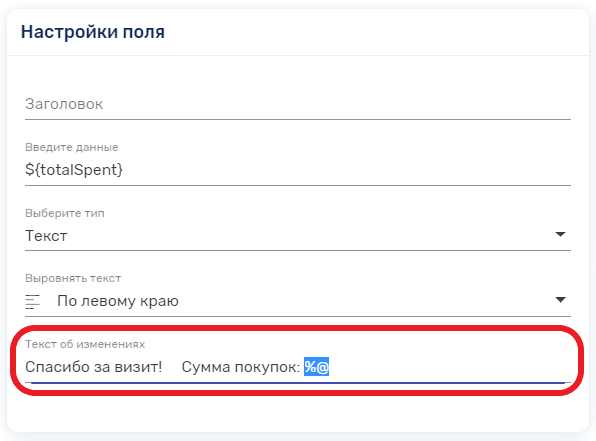 Настройки поля
Заголовок
Введите данные
${totalSpent}
Выберите тип
Текст
Выровнять текст
По левому краю
Текст об изменениях
Спасибо за визит! Сумма покупок: %@